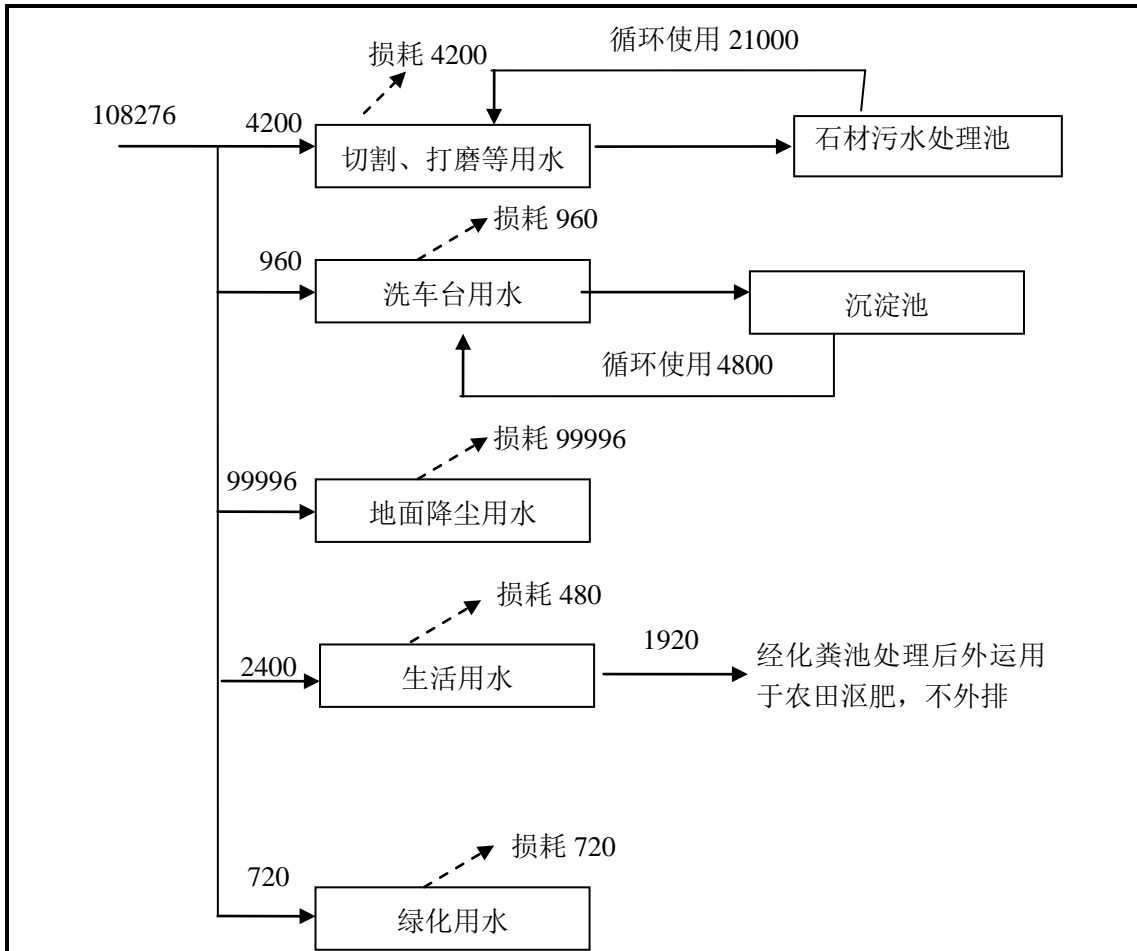 循环使用 21000
损耗 4200
108276
4200
切割、打磨等用水
石材污水处理池
损耗 960
960
洗车台用水
沉淀池
循环使用 4800
损耗 99996
99996
地面降尘用水
损耗 480
1920
2400
生活用水
经化粪池处理后外运用
于农田沤肥，不外排
损耗 720
720
绿化用水